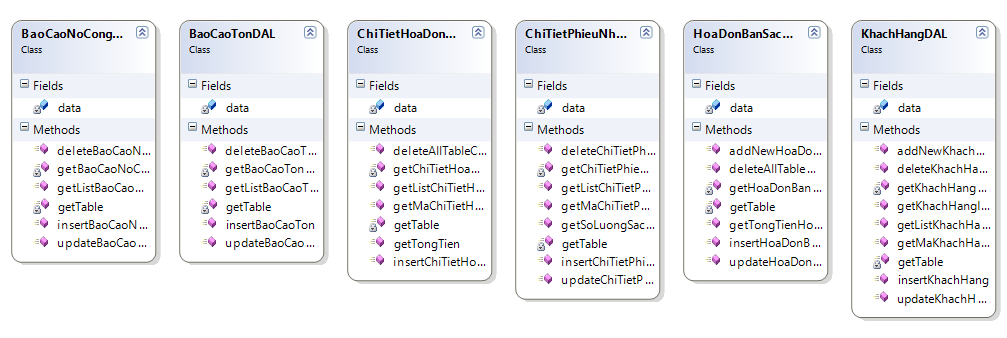 BaoCaoNoCong...
Class
Fields
data
Methods
deleteBaoCaoN...
getBaoCaoNoC...
getListBaoCao...
getTable
insertBaoCaoN...
updateBaoCao...
BaoCaoTonDAL
Class
Fields
data
Methods
deleteBaoCaoT...
getBaoCaoTon...
getListBaoCaoT...
getTable
insertBaoCaoTon
updateBaoCao...
ChiTietHoaDon...
Class
Fields
data
Methods
deleteAllTableC...
getChiTietHoa...
getListChiTietH...
getMaChiTietH...
getTable
getTongTien
insertChiTietHo...
ChiTietPhieuNh...
Class
Fields
data
Methods
deleteChiTietPh...
getChiTietPhie...
getListChiTietP...
getMaChiTietP...
getSoLuongSac...
getTable
insertChiTietPhi...
updateChiTietP...
HoaDonBanSac...
Class
Fields
data
Methods
addNewHoaDo...
deleteAllTable...
getHoaDonBan...
getTable
getTongTienHo...
insertHoaDonB...
updateHoaDon...
KhachHangDAL
Class
Fields
data
Methods
addNewKhach...
deleteKhachHa...
getKhachHang...
getKhachHangI...
getListKhachHa...
getMaKhachHa...
getTable
insertKhachHang
updateKhachH...